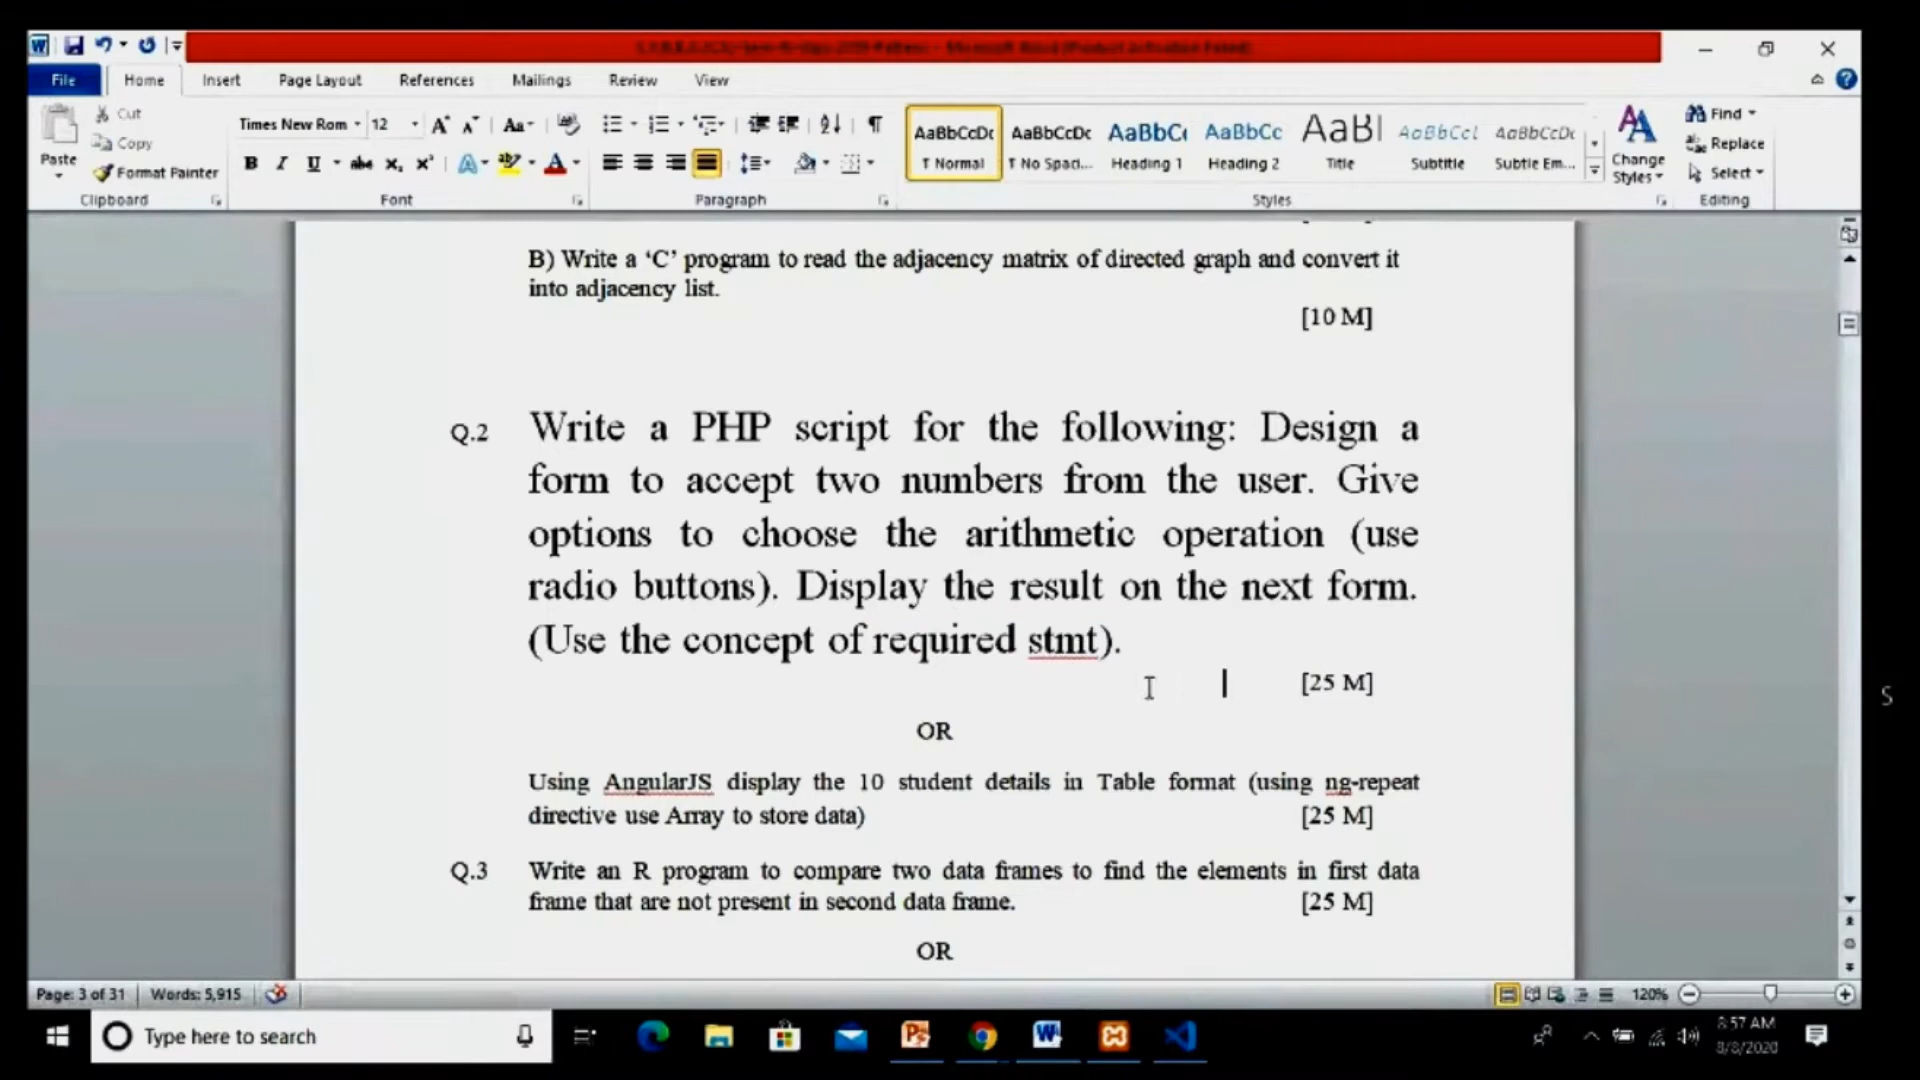 File Home Insert Page Layout References Mailings Review View
Cut
Copy
Format Painter
Paste
Clipboard
Times New Rom 12
Font
Paragraph
AaBbCcDc AaBbCcDc AaBbC AaBbCc AaBl AaBbCcl AaBbCcDc
¶ Normal ¶ No Spaci... Heading 1 Heading 2 Title Subtitle Subtle Em...
Styles
Change
Styles
Find
Replace
Select
Editing
B) Write a ‘C’ program to read the adjacency matrix of directed graph and convert it
into adjacency list.
[10 M]
Q.2 Write a PHP script for the following: Design a
form to accept two numbers from the user. Give
options to choose the arithmetic operation (use
radio buttons). Display the result on the next form.
(Use the concept of required stmt).
[25 M]
OR
Using AngularJS display the 10 student details in Table format (using ng-repeat
directive use Array to store data) [25 M]
Q.3 Write an R program to compare two data frames to find the elements in first data
frame that are not present in second data frame. [25 M]
OR
Page: 3 of 31 Words: 5,915 120%
Type here to search
8:57 AM
8/8/2020
S